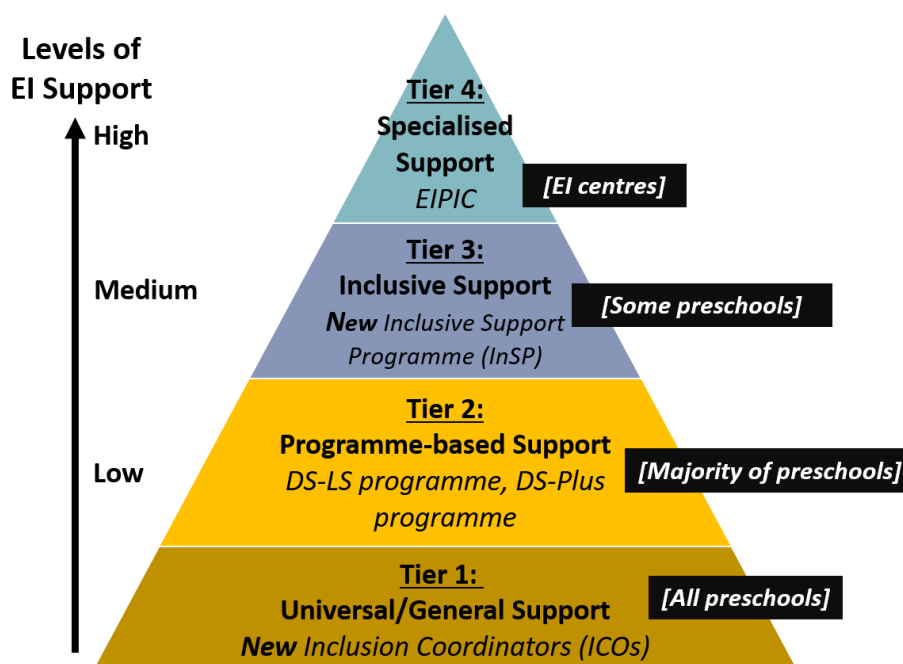 Levels of
EI Support
High
Medium
Low
Tier 4:
Specialised
Support
EIPIC
[EI centres]
Tier 3:
Inclusive Support
New Inclusive Support
Programme (InSP)
[Some preschools]
Tier 2:
Programme-based Support
DS-LS programme, DS-Plus
programme
[Majority of preschools]
Tier 1:
Universal/General Support
New Inclusion Coordinators (ICOs)
[All preschools]